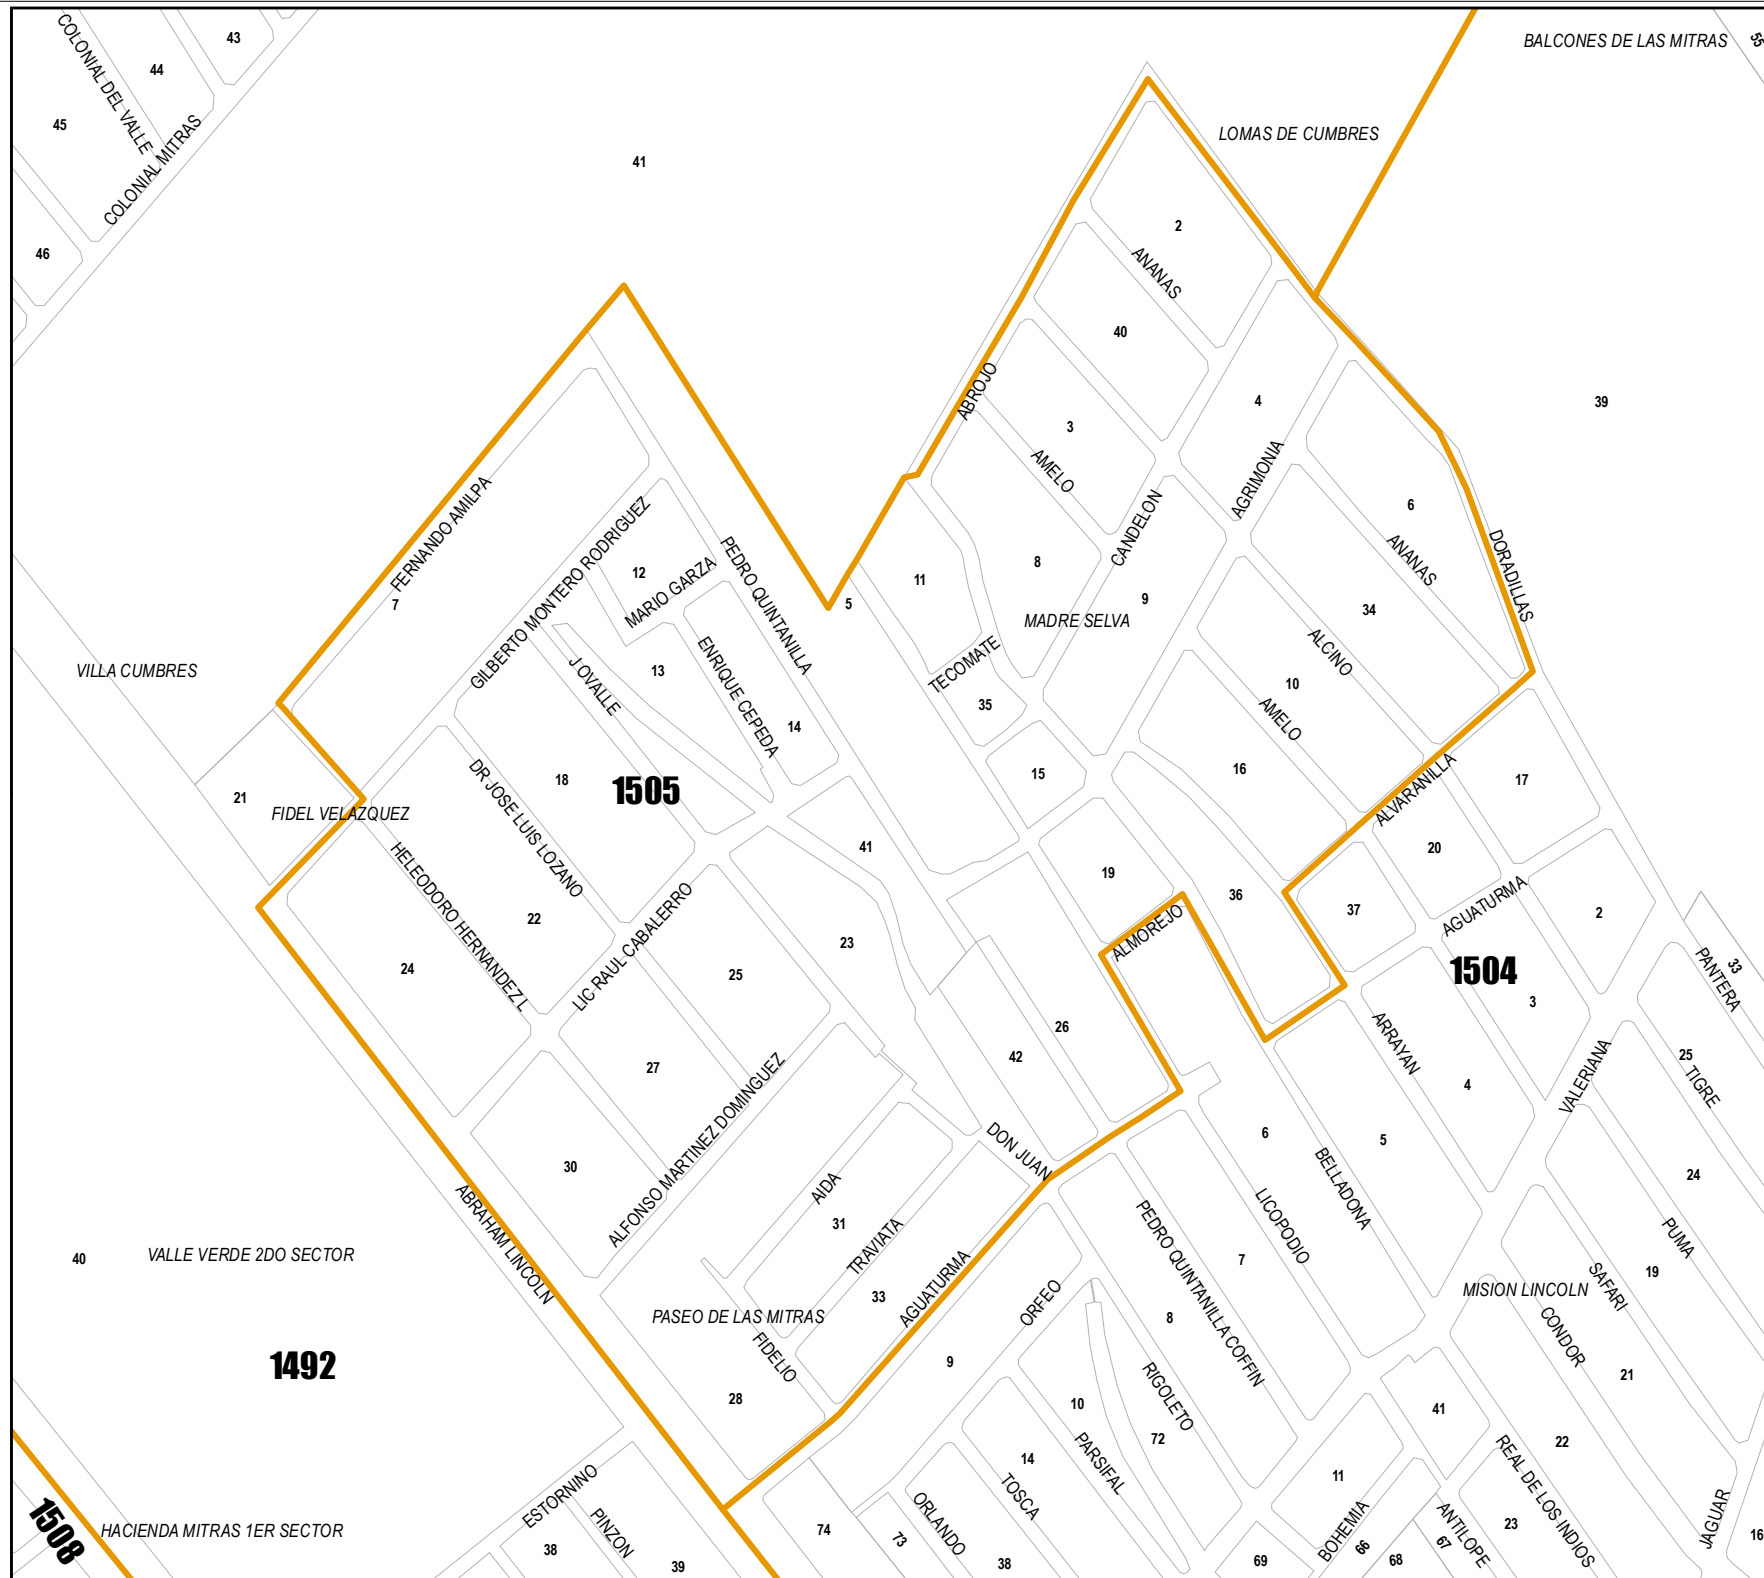 COLONIAL DEL VALLE
43
44
45
46
COLONIAL MITRAS
41
BALCONES DE LAS MITRAS
55
LOMAS DE CUMBRES
2
ANANAS
40
ABROJO
3
AMELO
4
39
AGRIMONIA
CANDELON
6
ANANAS
DORADILLAS
FERNANDO AMILPA
7
GILBERTO MONTERO RODRIGUEZ
12
MARIO GARZA
PEDRO QUINTANILLA
5
11
8
9
MADRE SELVA
34
ALCINO
TECOMATE
35
10
AMELO
VILLA CUMBRES
J OVALLE
13
ENRIQUE CEPEDA
14
21
FIDEL VELAZQUEZ
DR JOSE LUIS LOZANO
18
1505
15
16
ALVARANILLA
17
HELEODORO HERNANDEZ L
22
24
LIC RAUL CABALERRO
41
23
25
19
36
ALMOREJO
37
20
AGUATURMA
2
1504
3
33
PANTERA
26
42
27
ARRAYAN
4
VALERIANA
25
TIGRE
ALFONSO MARTINEZ DOMINGUEZ
30
DON JUAN
6
5
BELLADONA
24
AIDA
31
TRAVIATA
LICOPODIO
PUMA
40
VALLE VERDE 2DO SECTOR
ABRAHAM LINCOLN
PEDRO QUINTANILLA COFFIN
7
SAFARI
19
33
AGUATURMA
ORFEO
MISION LINCOLN
PASEO DE LAS MITRAS
FIDELIO
8
CONDOR
1492
28
9
RIGOLETO
21
10
41
72
22
PARSIFAL
14
TOSCA
11
REAL DE LOS INDIOS
1508
HACIENDA MITRAS 1ER SECTOR
ESTORNINO
PINZON
38
39
74
73
ORLANDO
38
69
BOHEMIA
66
68
67
ANTILOPE
23
JAGUAR
16